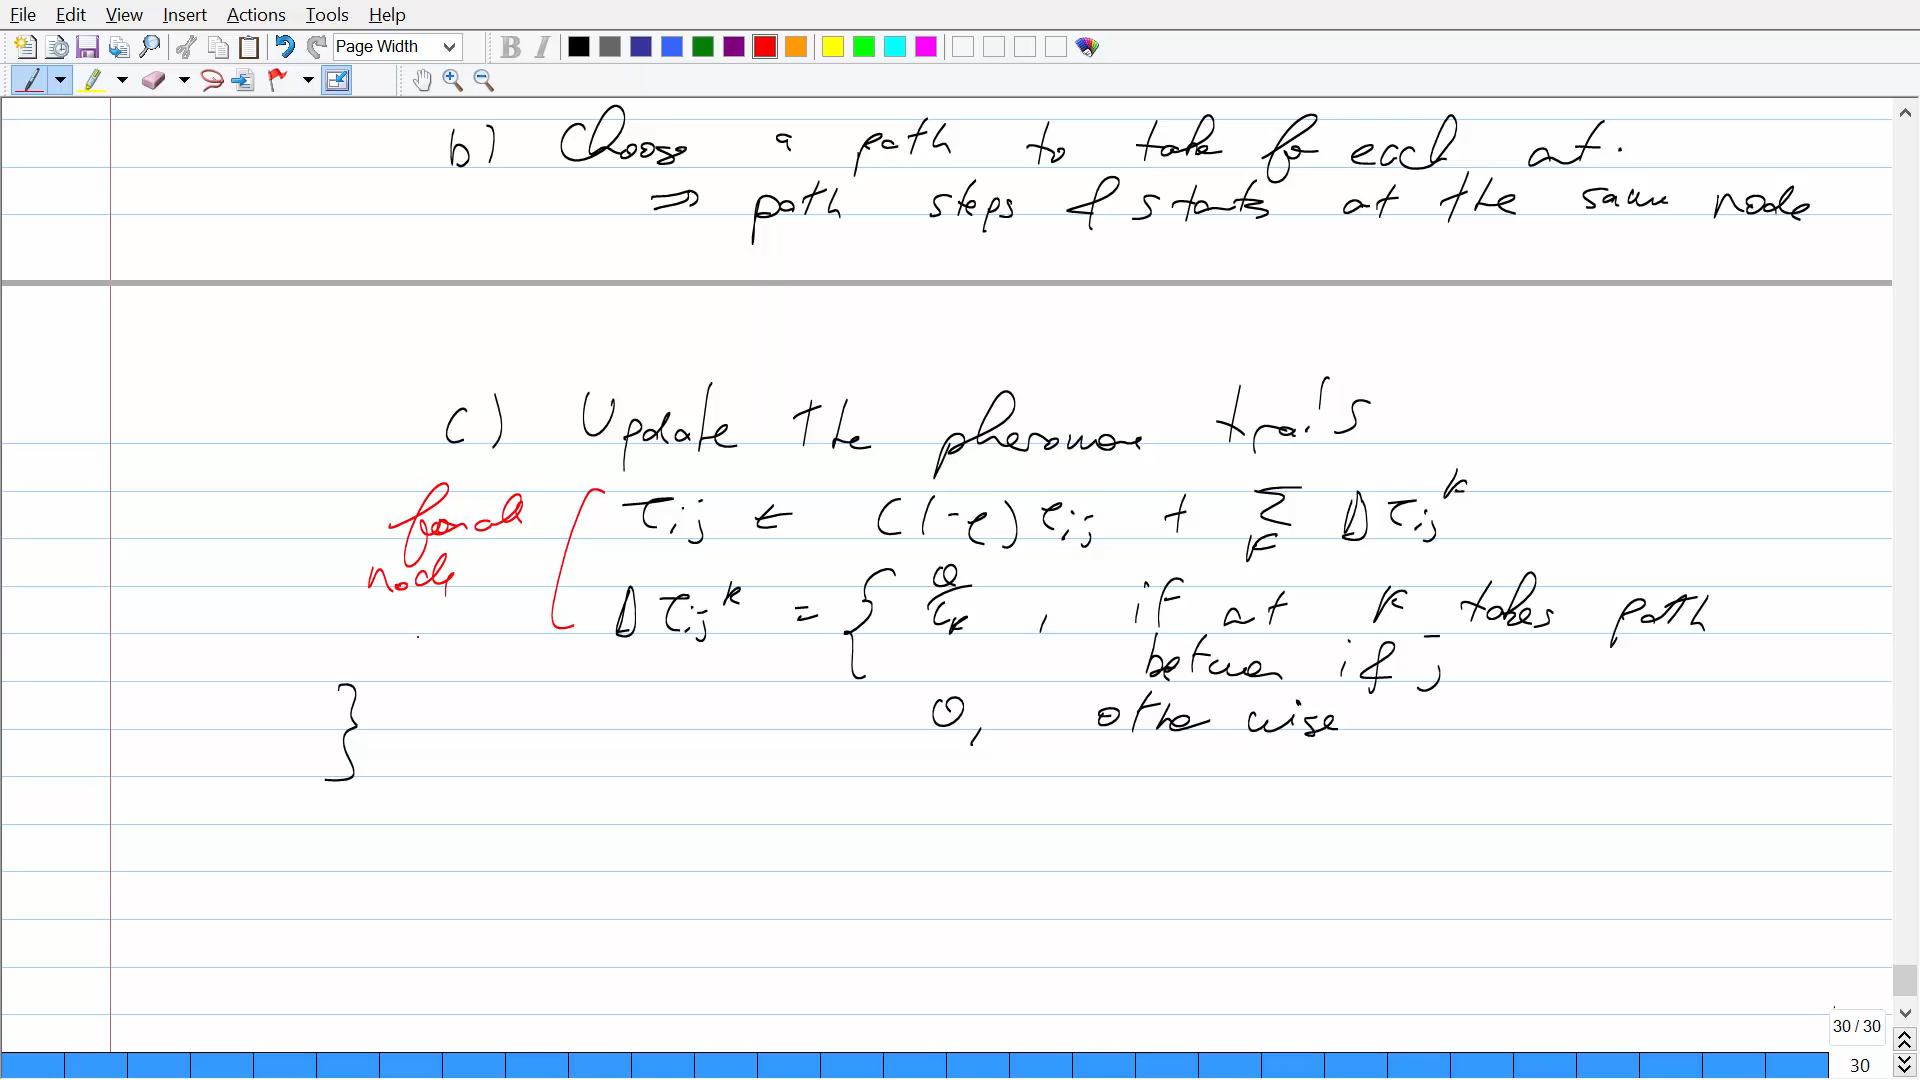 File Edit View Insert Actions Tools Help
Page Width
B I
b) Choose a path to take for each ant.
⇒ path steps & starts at the same node
c) Update the pheromone trails
for each node
τij ← (1-ρ)τij + Σk Δτij^k
Δτij^k = { Q/Lk , if ant k takes path
between i & j
0, otherwise
}
30 / 30
30